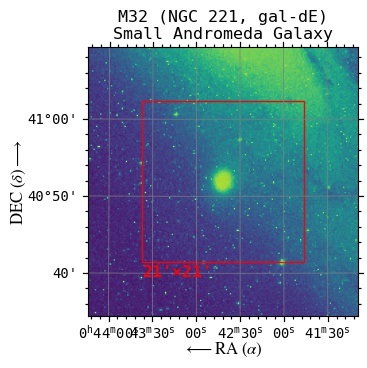 M32 (NGC 221, gal-dE)
Small Andromeda Galaxy
41°00'
40°50'
40'
DEC (δ) ⟶
21'×21'
0ʰ44ᵐ00ˢ 43ᵐ30ˢ 00ˢ 42ᵐ30ˢ 00ˢ 41ᵐ30ˢ
⟵ RA (α)